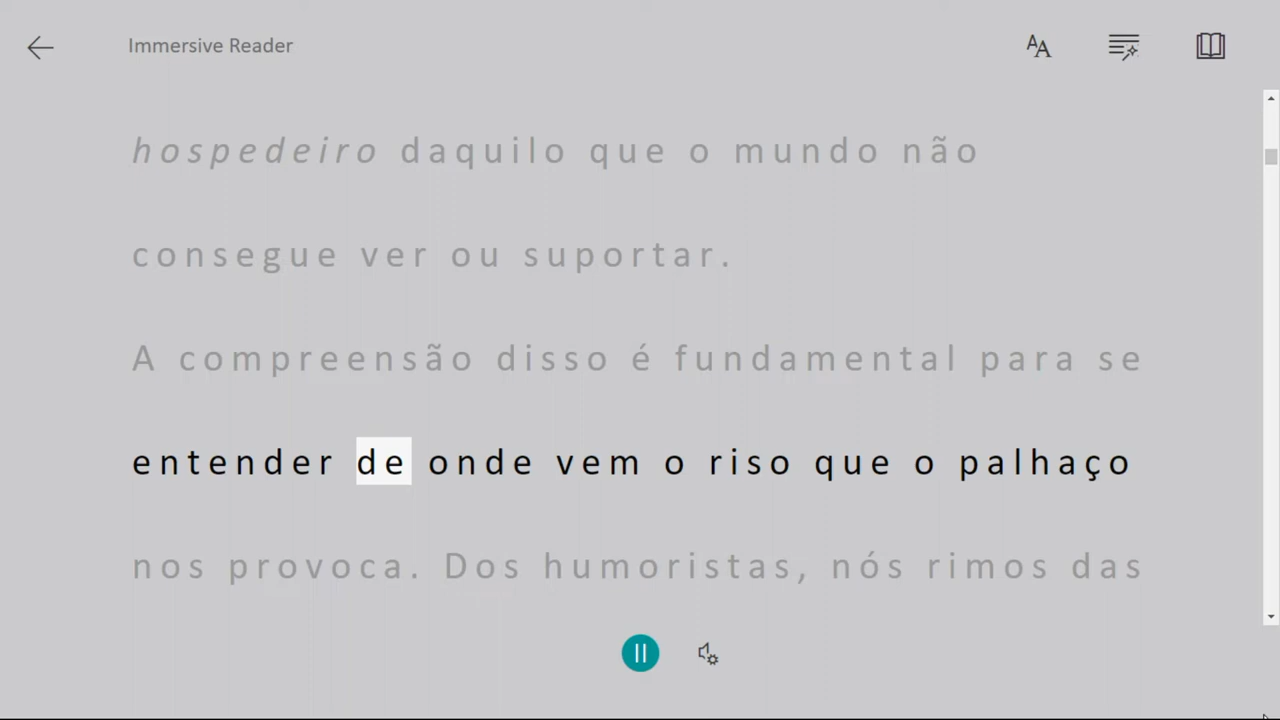 Immersive Reader
hospedeiro daquilo que o mundo não
consegue ver ou suportar.
A compreensão disso é fundamental para se
entender de onde vem o riso que o palhaço
nos provoca. Dos humoristas, nós rimos das